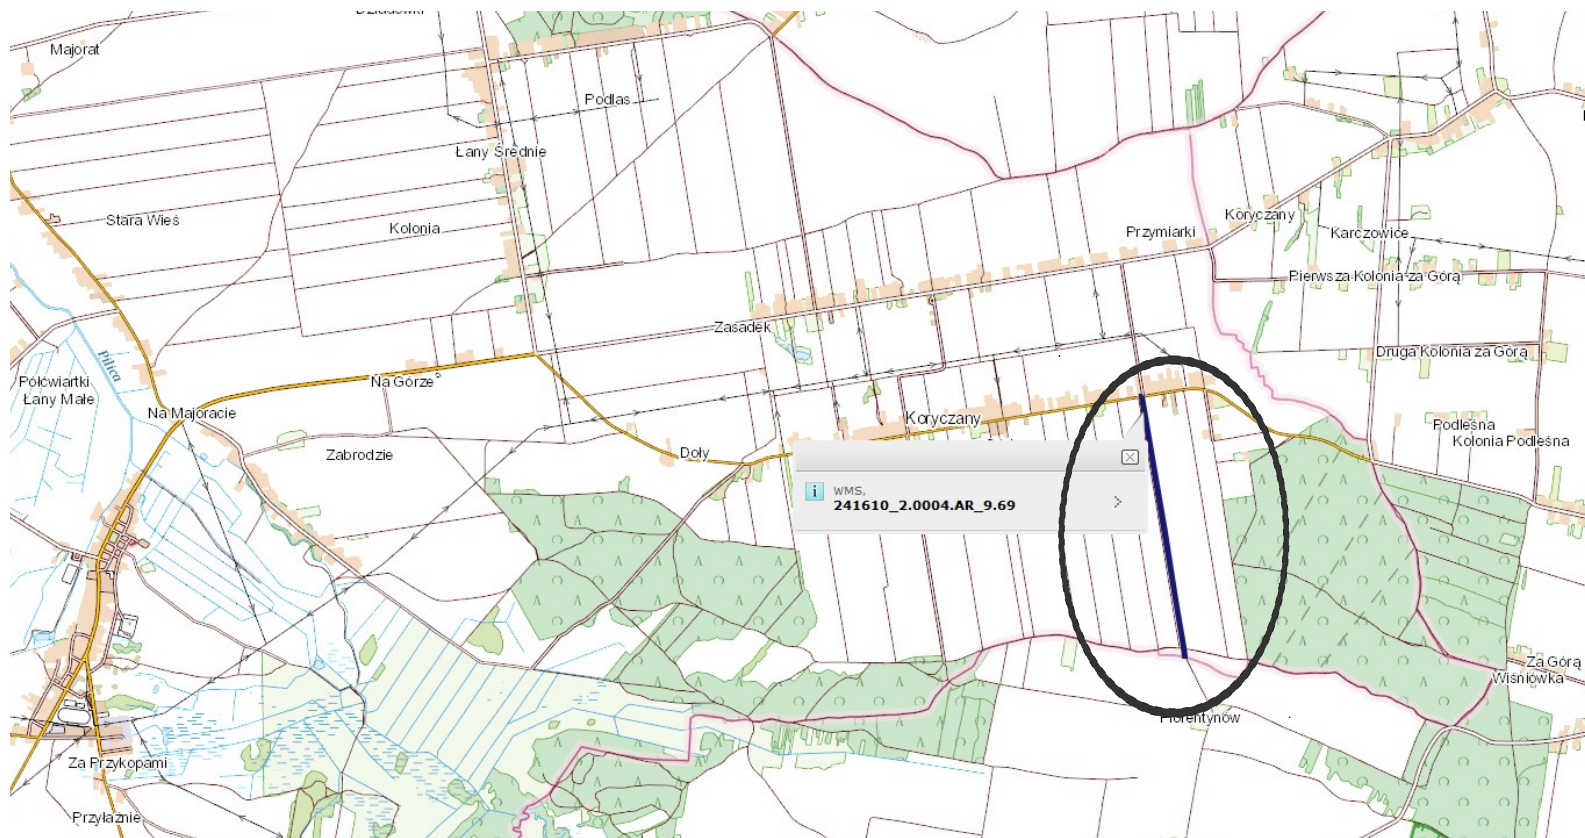 Majorat
Podlas
Łany Średnie
Stara Wieś
Kolonia
Koryczany
Przymiarki
Karczowice
Pierwsza Kolonia za Górą
Zasadek
Pilica
Druga Kolonia za Górą
Na Górze
Półćwiartki
Łany Małe
Na Majoracie
Koryczany
Podleśna
Kolonia Podleśna
Zabrodzie
Doły
i
WMS,
241610_2.0004.AR_9.69
Za Górą
Wiśniówka
Florentynów
Za Przykopami
Przyłaznie